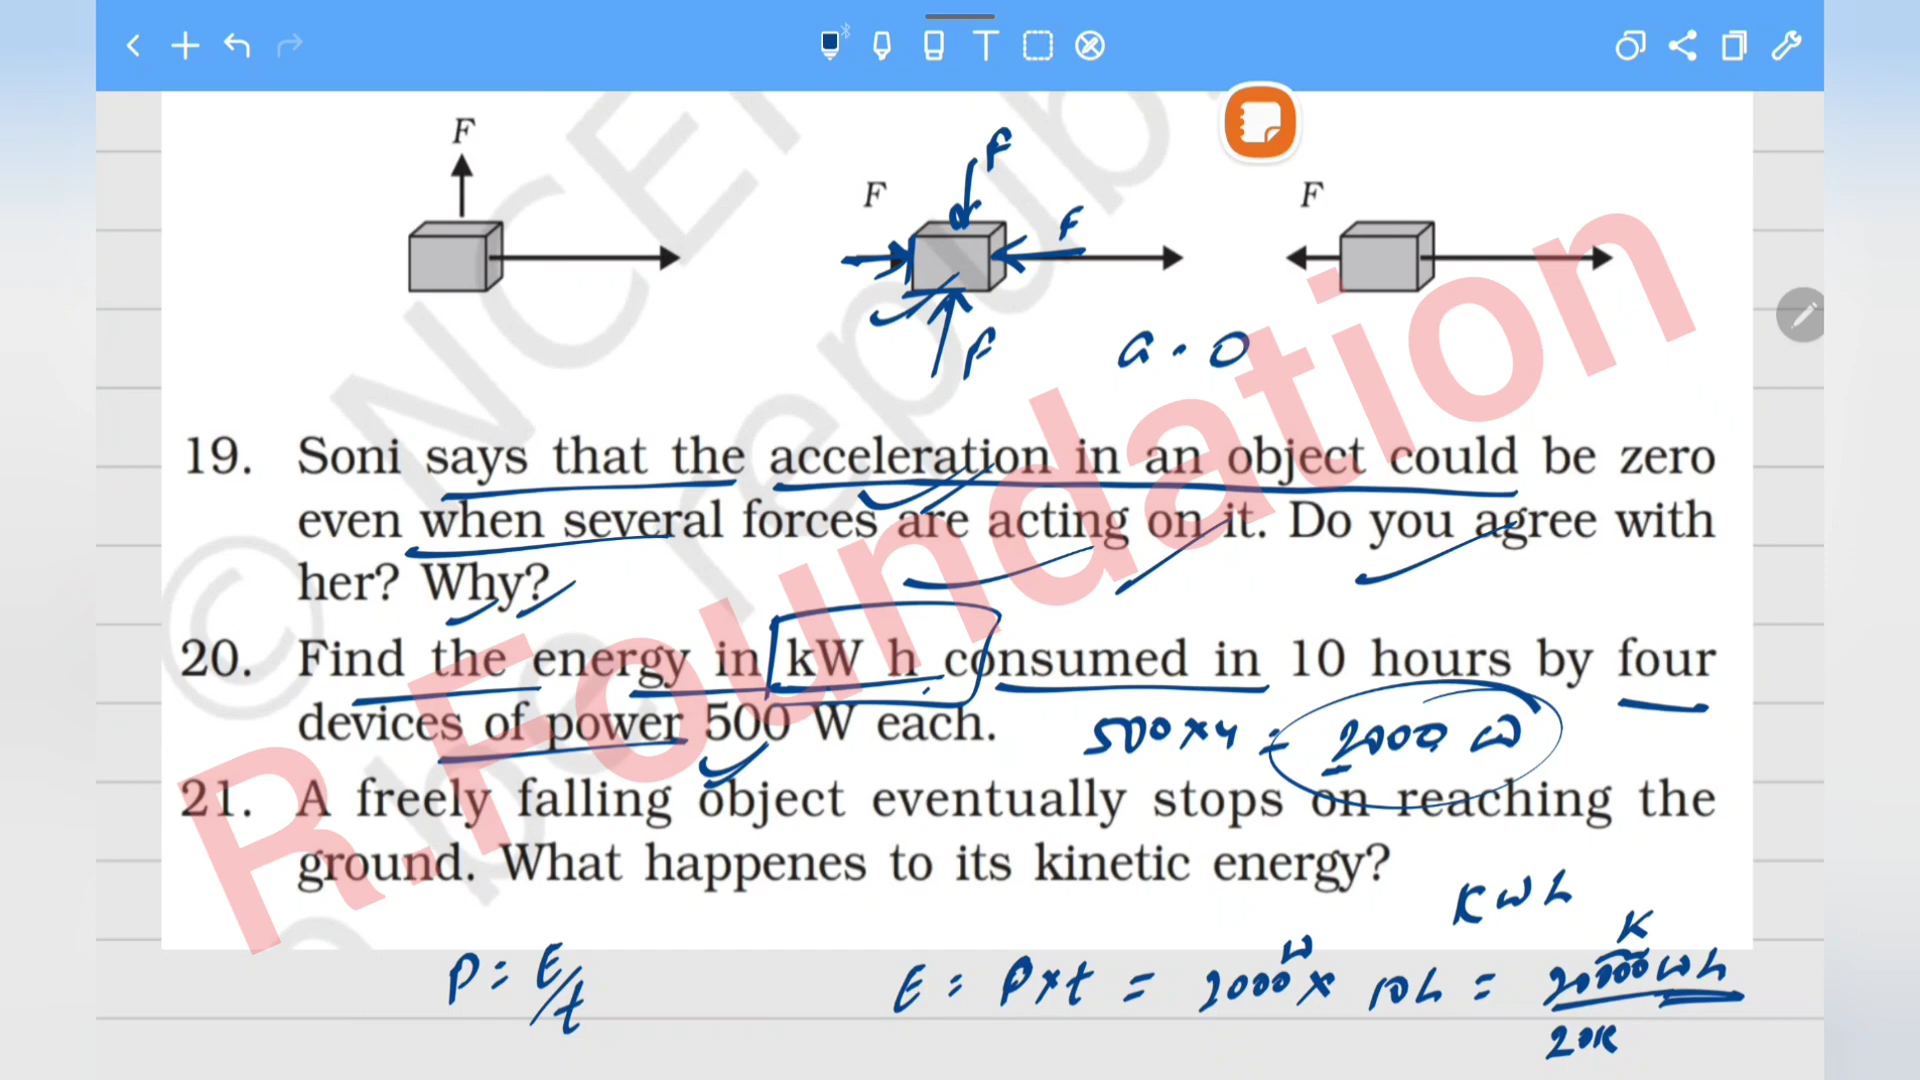 F
F
F
F
F
F
a = 0
19. Soni says that the acceleration in an object could be zero
even when several forces are acting on it. Do you agree with
her? Why?
20. Find the energy in kW h consumed in 10 hours by four
devices of power 500 W each.
500 x 4 = 2000 W
21. A freely falling object eventually stops on reaching the
ground. What happenes to its kinetic energy?
KWh
P = E/t
E = P x t = 2000 W x 10h = 20000 Wh
K
20K
R.Foundation